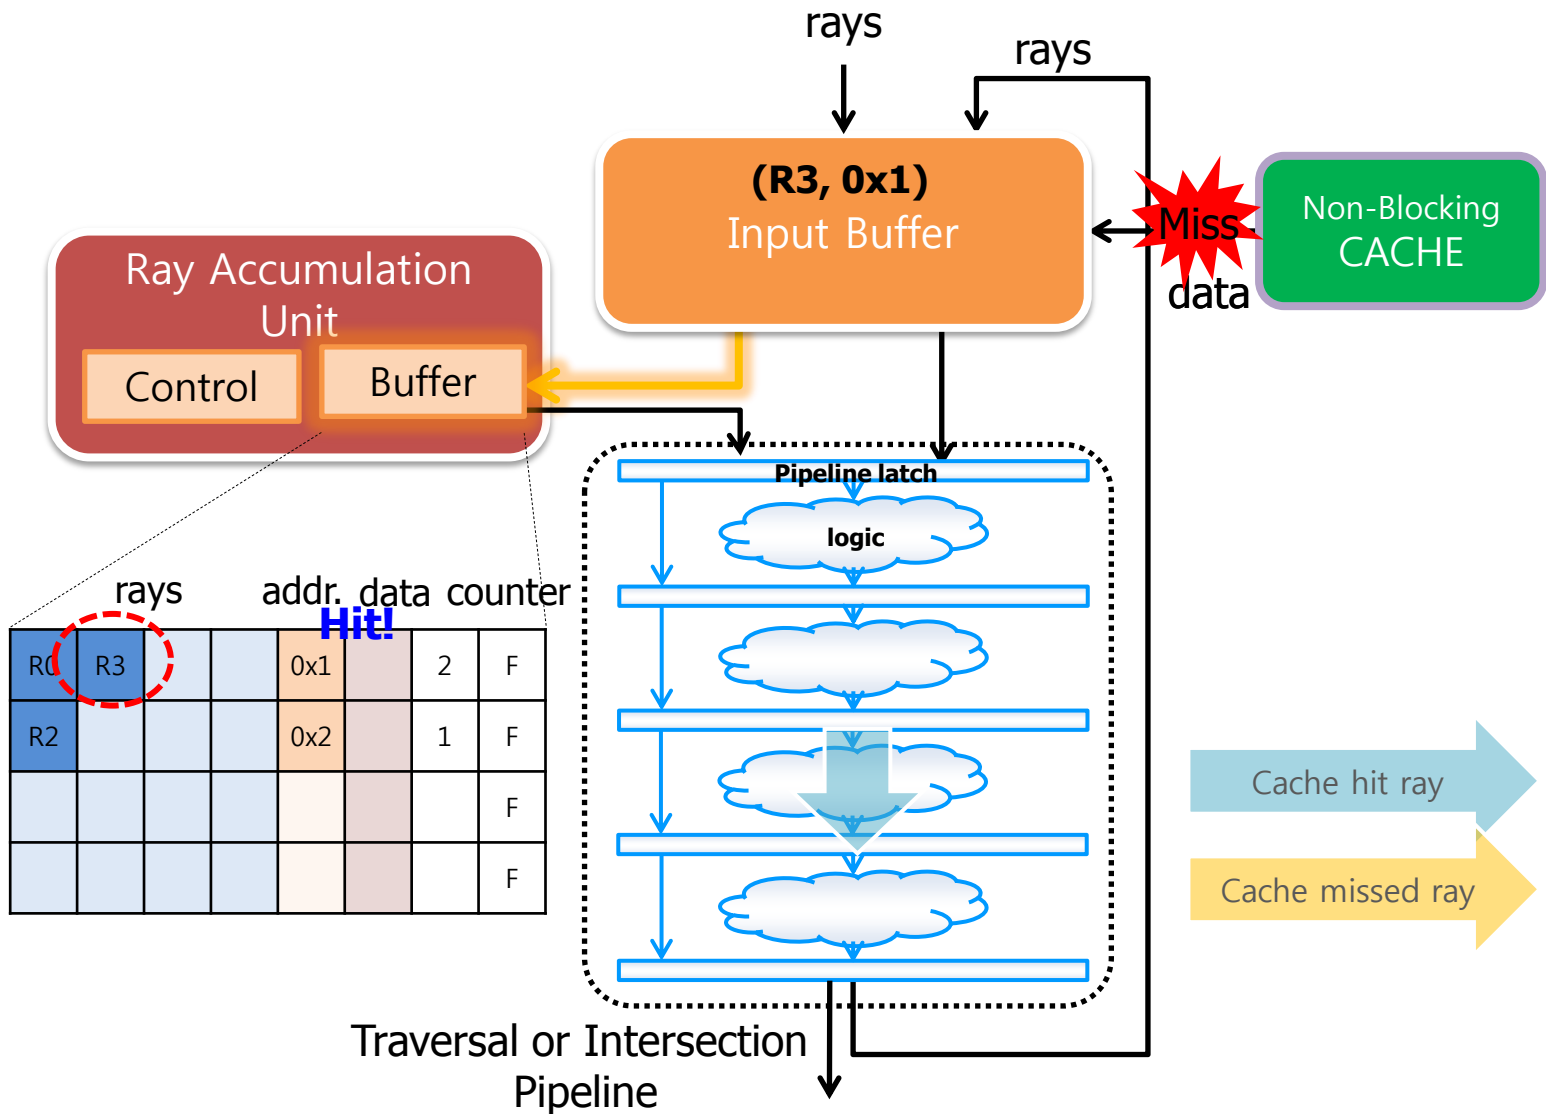 rays
rays
(R3, 0x1)
Input Buffer
Miss
data
Non-Blocking
CACHE
Ray Accumulation
Unit
Control
Buffer
Pipeline latch
logic
rays
addr.
data
counter
Hit!
R0
R3
0x1
2
F
R2
0x2
1
F
F
F
Cache hit ray
Cache missed ray
Traversal or Intersection
Pipeline